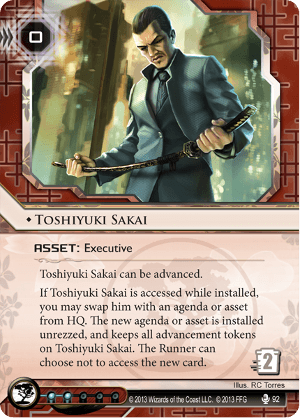 0
TOSHIYUKI SAKAI
ASSET: Executive
Toshiyuki Sakai can be advanced.
If Toshiyuki Sakai is accessed while installed,
you may swap him with an agenda or asset
from HQ. The new agenda or asset is installed
unrezzed, and keeps all advancement tokens
on Toshiyuki Sakai. The Runner can
choose not to access the new card.
2
Illus. RC Torres
© 2013 Wizards of the Coast LLC. © 2013 FFG
92